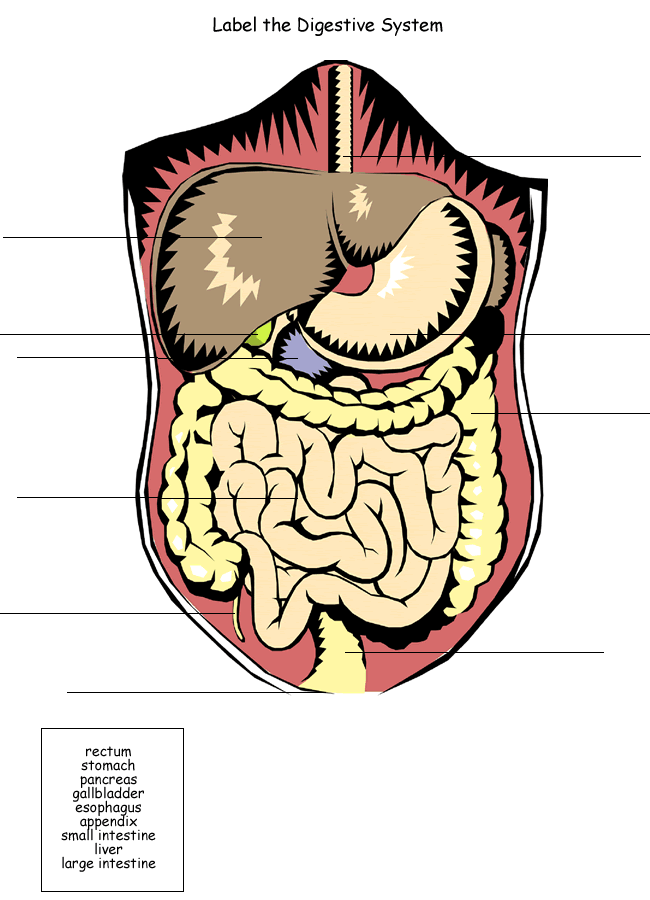 Label the Digestive System
rectum
stomach
pancreas
gallbladder
esophagus
appendix
small intestine
liver
large intestine